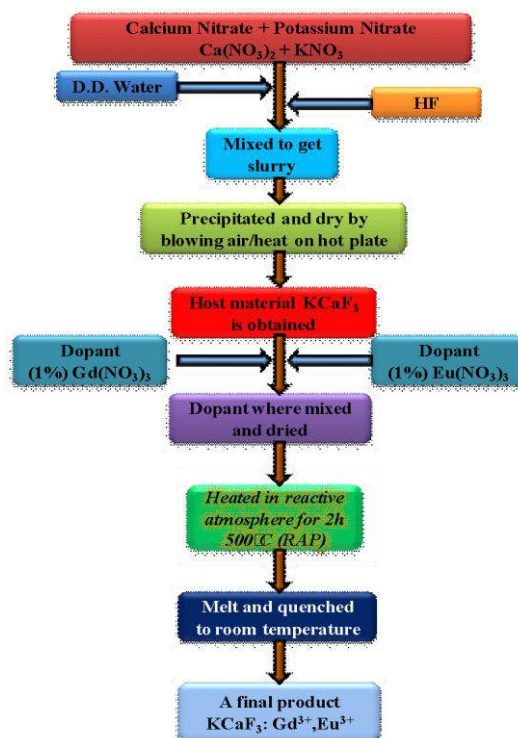 Calcium Nitrate + Potassium Nitrate
Ca(NO₃)₂ + KNO₃
D.D. Water
HF
Mixed to get
slurry
Precipitated and dry by
blowing air/heat on hot plate
Host material KCaF₃
is obtained
Dopant
(1%) Gd(NO₃)₃
Dopant
(1%) Eu(NO₃)₃
Dopant where mixed
and dried
Heated in reactive
atmosphere for 2h
500□C (RAP)
Melt and quenched
to room temperature
A final product
KCaF₃: Gd³⁺,Eu³⁺